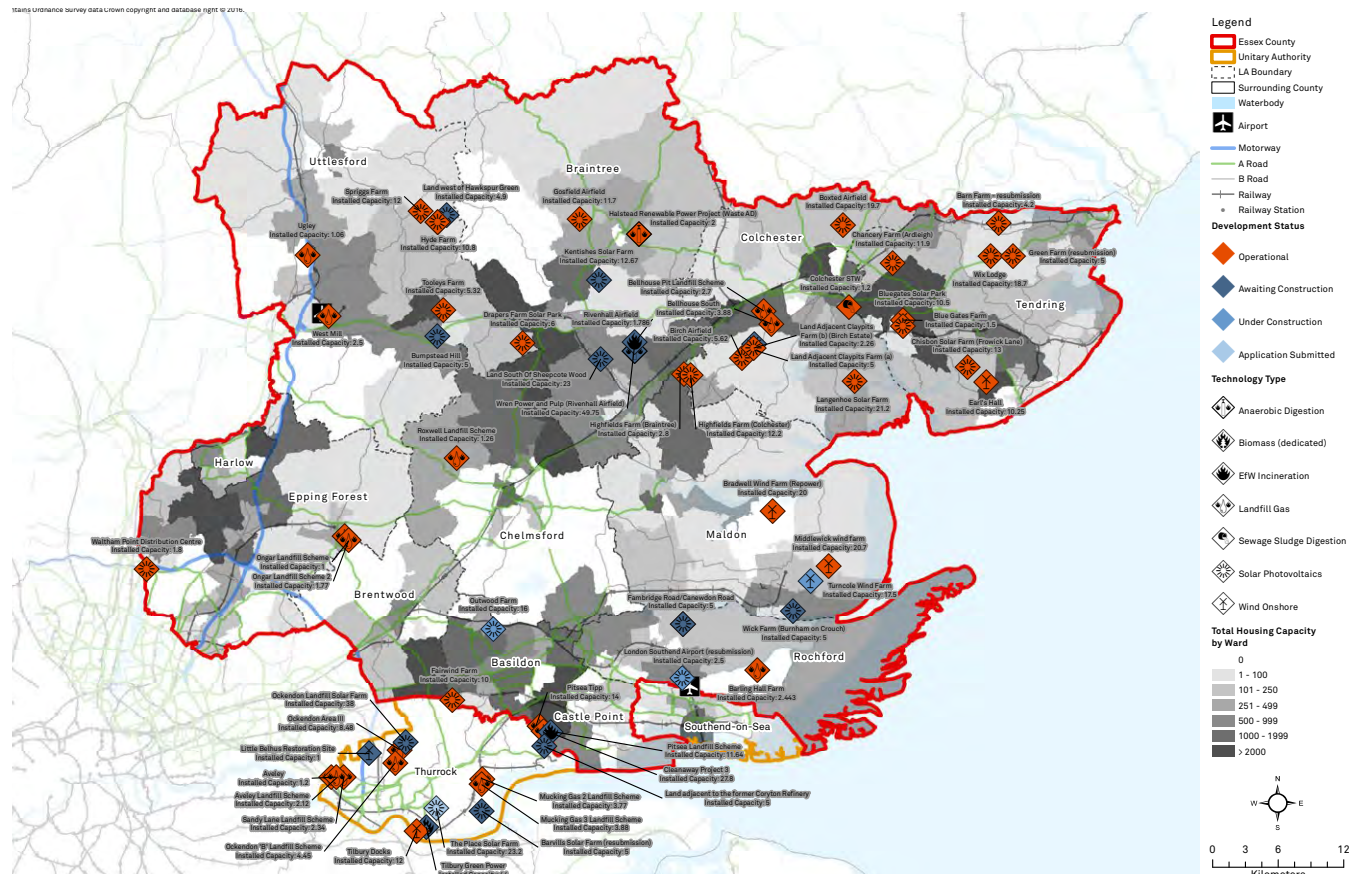 tains Ordnance Survey data Crown copyright and database right © 2016.
Legend
Essex County
Unitary Authority
LA Boundary
Surrounding County
Waterbody
Airport
Motorway
A Road
B Road
Railway
Railway Station
Development Status
Operational
Awaiting Construction
Under Construction
Application Submitted
Technology Type
Anaerobic Digestion
Biomass (dedicated)
EfW Incineration
Landfill Gas
Sewage Sludge Digestion
Solar Photovoltaics
Wind Onshore
Total Housing Capacity
by Ward
0
1 - 100
101 - 250
251 - 499
500 - 999
1000 - 1999
> 2000
N
W
E
S
0 3 6 12
Kilometers
Uttlesford
Braintree
Colchester
Tendring
Harlow
Epping Forest
Chelmsford
Maldon
Brentwood
Basildon
Rochford
Castle Point
Southend-on-Sea
Thurrock
Spriggs Farm
Installed Capacity: 12
Land west of Hawkspur Green
Installed Capacity: 4.9
Hyde Farm
Installed Capacity: 10.8
Ugley
Installed Capacity: 1.06
Gosfield Airfield
Installed Capacity: 11.7
Halstead Renewable Power Project (Waste AD)
Installed Capacity: 2
Kentishes Solar Farm
Installed Capacity: 12.67
Boxted Airfield
Installed Capacity: 19.7
Barn Farm - resubmission
Installed Capacity: 4.2
Chancery Farm (Ardleigh)
Installed Capacity: 11.9
Green Farm (resubmission)
Installed Capacity: 5
Wix Lodge
Installed Capacity: 18.7
Colchester STW
Installed Capacity: 1.2
Bluegates Solar Park
Installed Capacity: 10.5
Blue Gates Farm
Installed Capacity: 1.5
Chisbon Solar Farm (Frowick Lane)
Installed Capacity: 13
Earl's Hall
Installed Capacity: 10.25
Tooleys Farm
Installed Capacity: 5.32
West Mill
Installed Capacity: 2.5
Bumpstead Hill
Installed Capacity: 5
Drapers Farm Solar Park
Installed Capacity: 6
Rivenhall Airfield
Installed Capacity: 1.786
Bellhouse Pit Landfill Scheme
Installed Capacity: 2.7
Bellhouse South
Installed Capacity: 3.88
Birch Airfield
Installed Capacity: 5.62
Land Adjacent Claypits
Farm (b) (Birch Estate)
Installed Capacity: 2.26
Land Adjacent Claypits Farm (a)
Installed Capacity: 5
Langenhoe Solar Farm
Installed Capacity: 21.2
Land South Of Sheepcote Wood
Installed Capacity: 23
Wren Power and Pulp (Rivenhall Airfield)
Installed Capacity: 49.75
Highfields Farm (Braintree)
Installed Capacity: 2.8
Highfields Farm (Colchester)
Installed Capacity: 12.2
Roxwell Landfill Scheme
Installed Capacity: 1.26
Waltham Point Distribution Centre
Installed Capacity: 1.8
Ongar Landfill Scheme
Installed Capacity: 1
Ongar Landfill Scheme 2
Installed Capacity: 1.77
Bradwell Wind Farm (Repower)
Installed Capacity: 20
Middlewick wind farm
Installed Capacity: 20.7
Turncole Wind Farm
Installed Capacity: 17.5
Fambridge Road/Canewdon Road
Installed Capacity: 5
Wick Farm (Burnham on Crouch)
Installed Capacity: 5
Outwood Farm
Installed Capacity: 16
London Southend Airport (resubmission)
Installed Capacity: 2.5
Barling Hall Farm
Installed Capacity: 2.443
Fairwind Farm
Installed Capacity: 10
Pitsea Tipp
Installed Capacity: 14
Pitsea Landfill Scheme
Installed Capacity: 11.64
Cleanaway Project 3
Installed Capacity: 27.8
Land adjacent to the former Coryton Refinery
Installed Capacity: 5
Ockendon Landfill Solar Farm
Installed Capacity: 38
Ockendon Area III
Installed Capacity: 8.48
Little Belhus Restoration Site
Installed Capacity: 1
Aveley
Installed Capacity: 1.2
Aveley Landfill Scheme
Installed Capacity: 2.12
Sandy Lane Landfill Scheme
Installed Capacity: 2.34
Ockendon 'B' Landfill Scheme
Installed Capacity: 4.45
Mucking Gas 2 Landfill Scheme
Installed Capacity: 3.77
Mucking Gas 3 Landfill Scheme
Installed Capacity: 3.88
Barvills Solar Farm (resubmission)
Installed Capacity: 5
The Place Solar Farm
Installed Capacity: 23.2
Tilbury Docks
Installed Capacity: 12
Tilbury Green Power